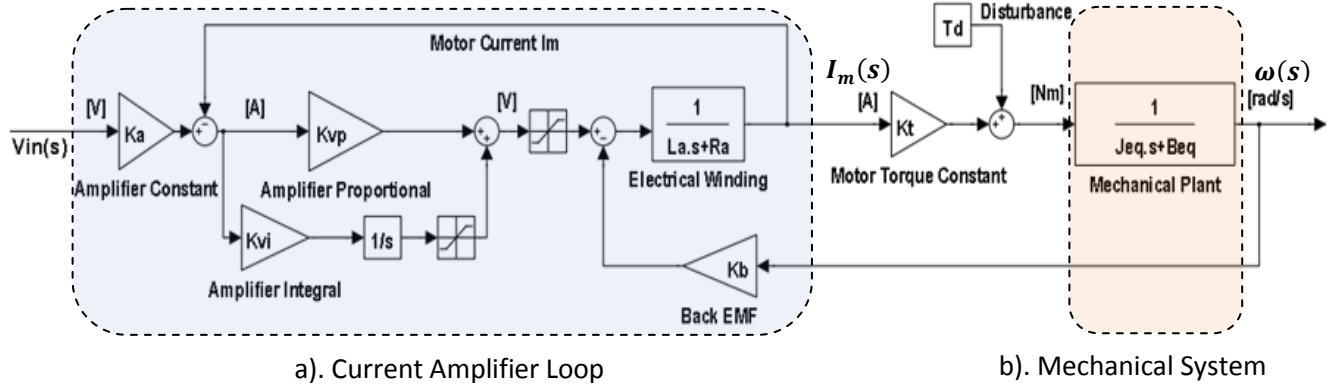 Disturbance
Td
Motor Current Im
I_m(s)
ω(s)
[V]
[A]
[V]
[A]
[Nm]
[rad/s]
Ka
Kvp
1
La.s+Ra
Kt
1
Jeq.s+Beq
Vin(s)
Amplifier Constant
Amplifier Proportional
Electrical Winding
Motor Torque Constant
Mechanical Plant
Kvi
1/s
Kb
Amplifier Integral
Back EMF
a). Current Amplifier Loop
b). Mechanical System